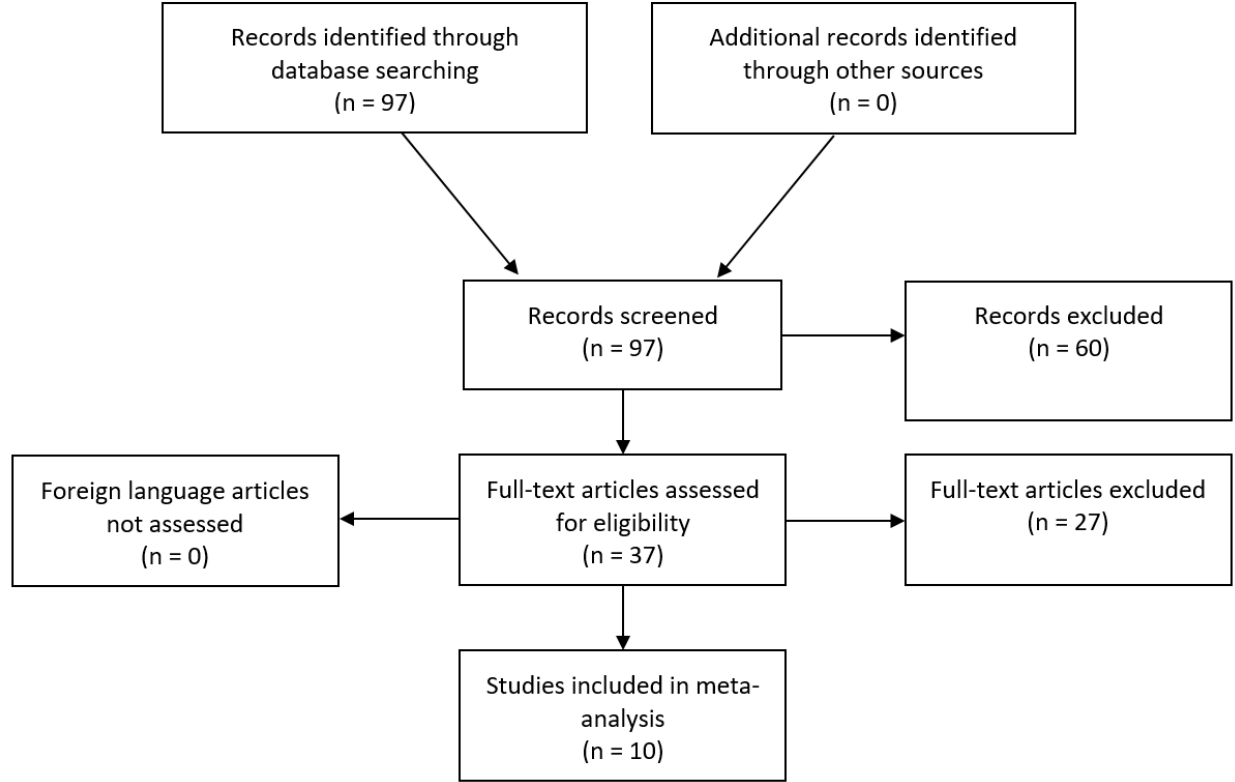 Records identified through
database searching
(n = 97)
Additional records identified
through other sources
(n = 0)
Records screened
(n = 97)
Records excluded
(n = 60)
Foreign language articles
not assessed
(n = 0)
Full-text articles assessed
for eligibility
(n = 37)
Full-text articles excluded
(n = 27)
Studies included in meta-
analysis
(n = 10)